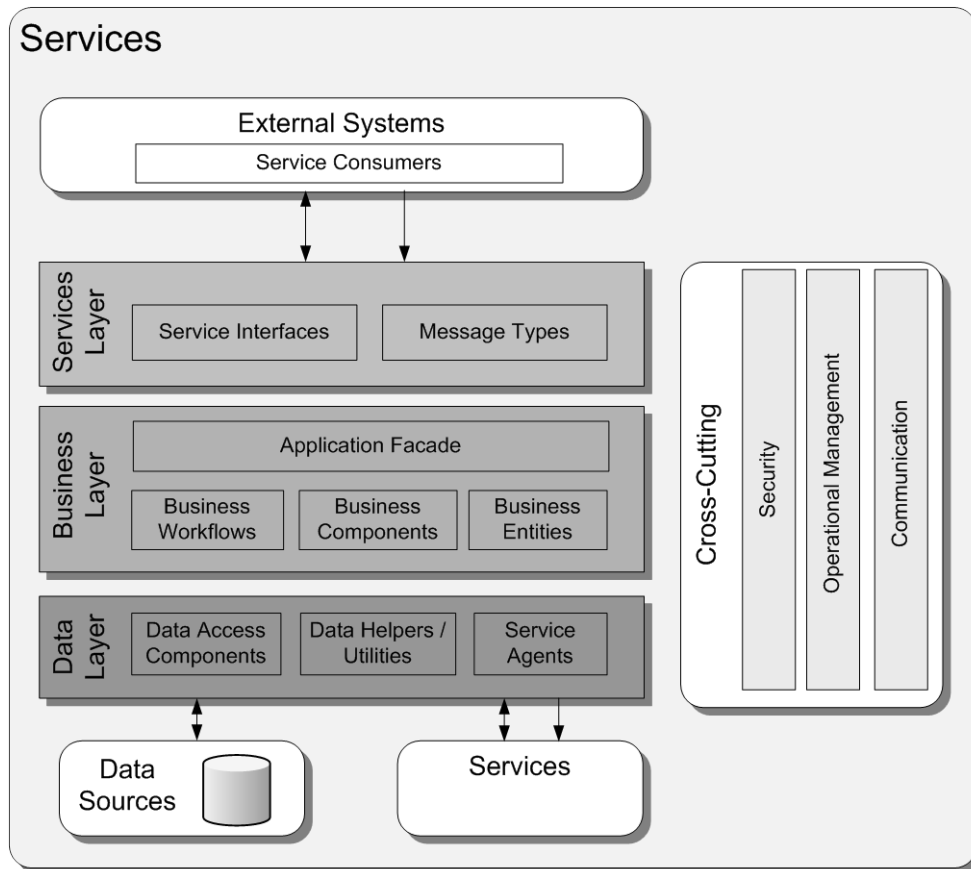 Services
External Systems
Service Consumers
Services
Layer
Service Interfaces
Message Types
Business
Layer
Application Facade
Business
Workflows
Business
Components
Business
Entities
Data
Layer
Data Access
Components
Data Helpers /
Utilities
Service
Agents
Data
Sources
Services
Cross-Cutting
Security
Operational Management
Communication